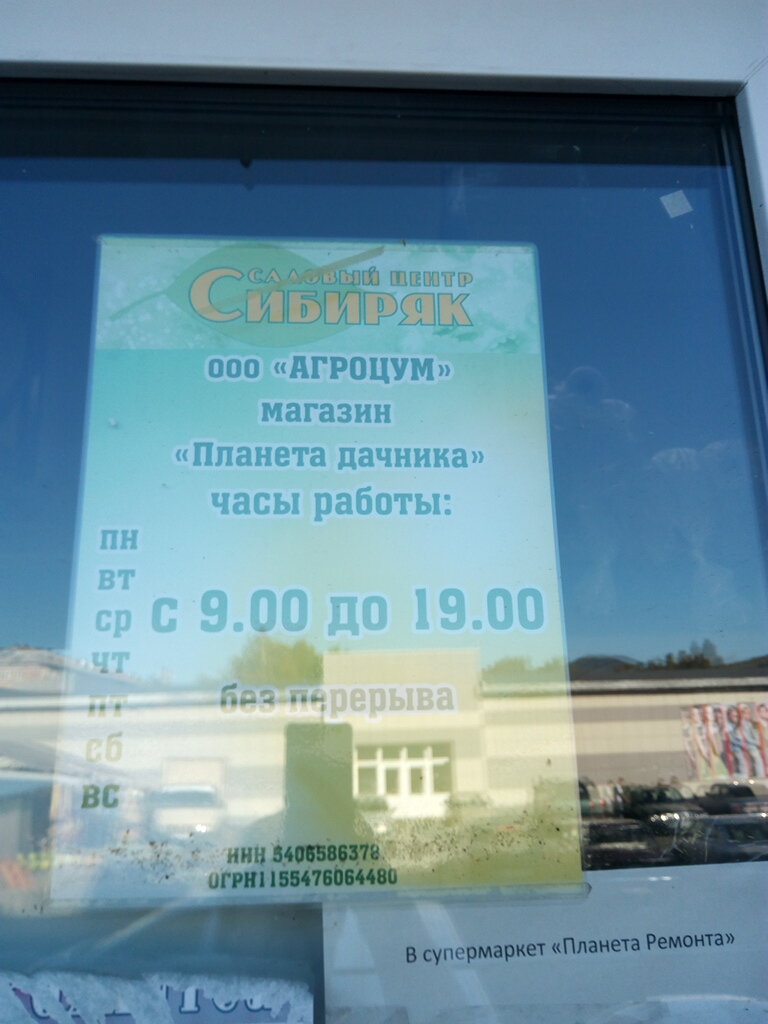 САДОВЫЙ ЦЕНТР
СИБИРЯК
ООО «АГРОЦУМ»
магазин
«Планета дачника»
часы работы:
пн
вт
ср
чт
пт
сб
вс
с 9.00 до 19.00
без перерыва
ИНН 5406586378
ОГРН1155476064480
В супермаркет «Планета Ремонта»